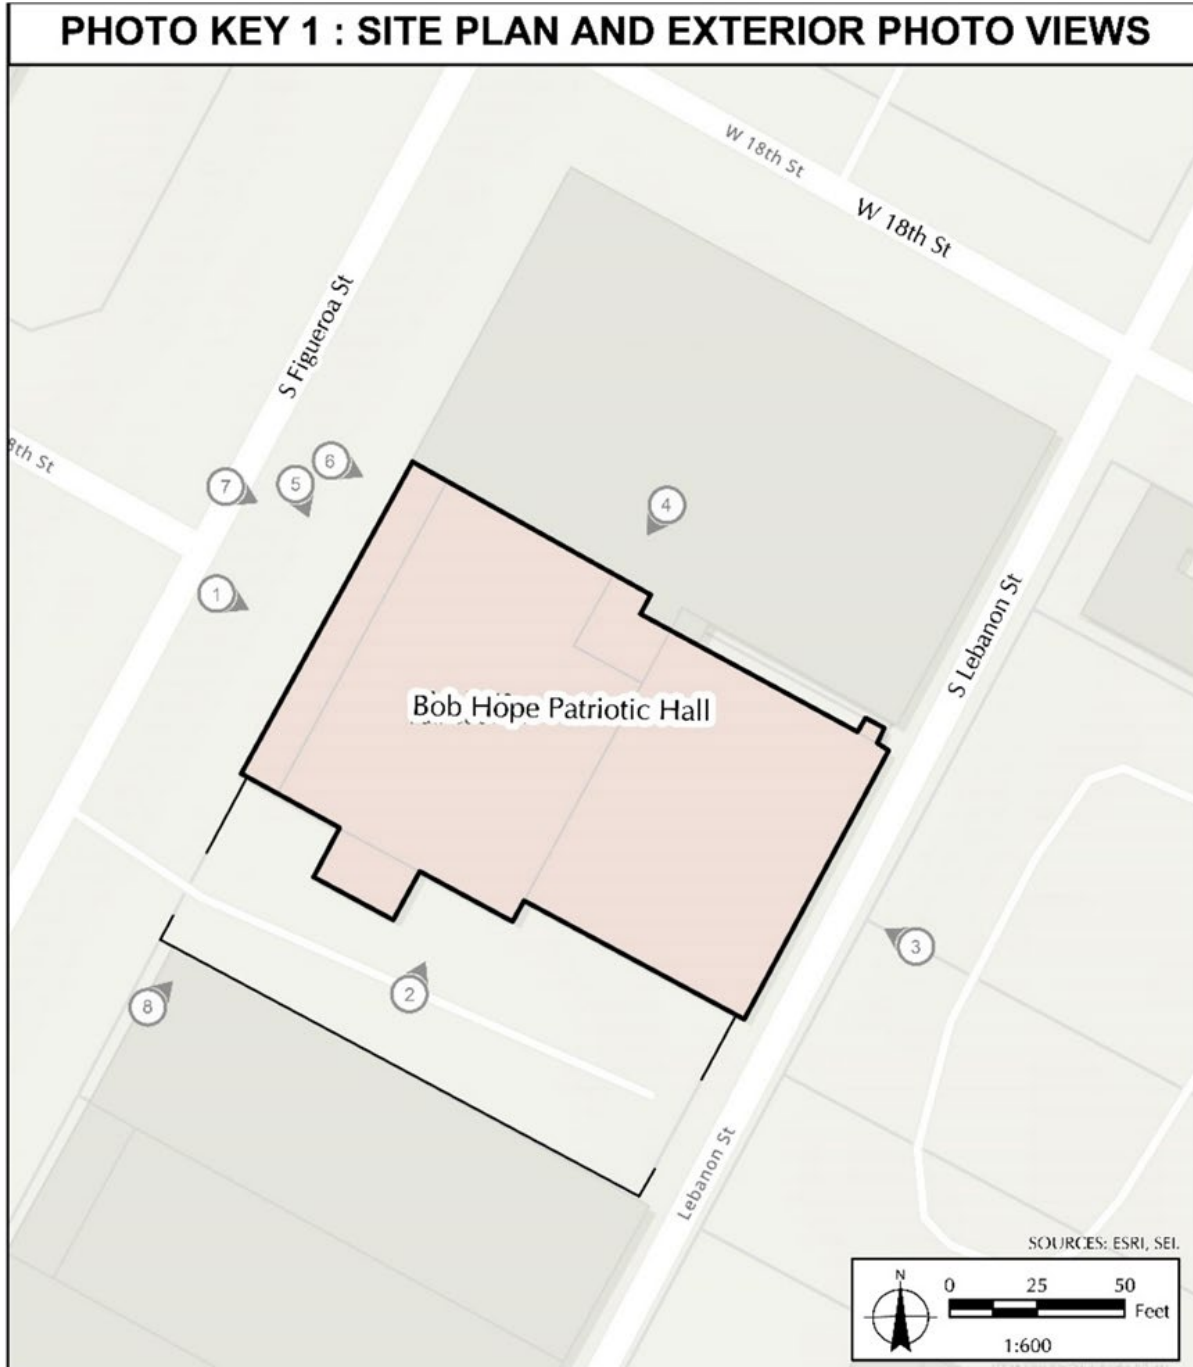 PHOTO KEY 1 : SITE PLAN AND EXTERIOR PHOTO VIEWS
W 18th St
W 18th St
S Figueroa St
8th St
6
5
7
4
1
S Lebanon St
Bob Hope Patriotic Hall
3
2
8
Lebanon St
SOURCES: ESRI, SEI.
N
0 25 50
Feet
1:600